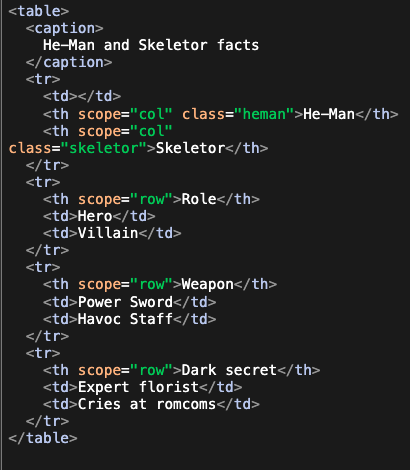 <table>
  <caption>
    He-Man and Skeletor facts
  </caption>
  <tr>
    <td></td>
    <th scope="col" class="heman">He-Man</th>
    <th scope="col"
class="skeletor">Skeletor</th>
  </tr>
  <tr>
    <th scope="row">Role</th>
    <td>Hero</td>
    <td>Villain</td>
  </tr>
  <tr>
    <th scope="row">Weapon</th>
    <td>Power Sword</td>
    <td>Havoc Staff</td>
  </tr>
  <tr>
    <th scope="row">Dark secret</th>
    <td>Expert florist</td>
    <td>Cries at romcoms</td>
  </tr>
</table>